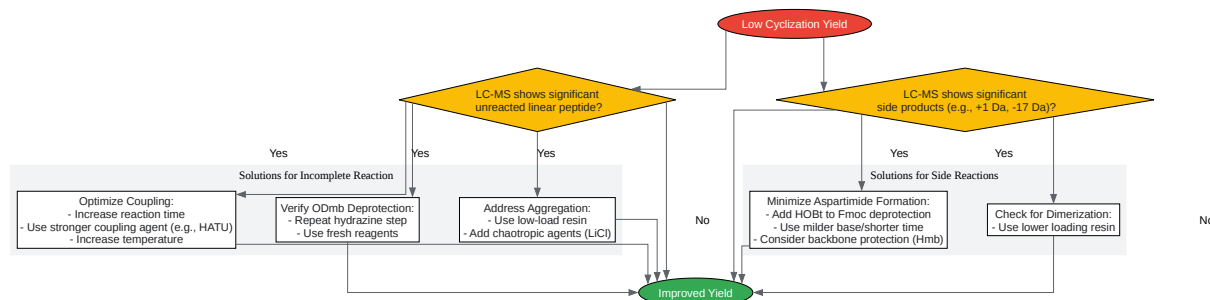 Low Cyclization Yield
LC-MS shows significant
unreacted linear peptide?
LC-MS shows significant
side products (e.g., +1 Da, -17 Da)?
Yes
Yes
Yes
Yes
Yes
Solutions for Incomplete Reaction
Solutions for Side Reactions
Optimize Coupling:
- Increase reaction time
- Use stronger coupling agent (e.g., HATU)
- Increase temperature
Verify ODmb Deprotection:
- Repeat hydrazine step
- Use fresh reagents
Address Aggregation:
- Use low-load resin
- Add chaotropic agents (LiCl)
No
Minimize Aspartimide Formation:
- Add HOBt to Fmoc deprotection
- Use milder base/shorter time
- Consider backbone protection (Hmb)
Check for Dimerization:
- Use lower loading resin
No
Improved Yield